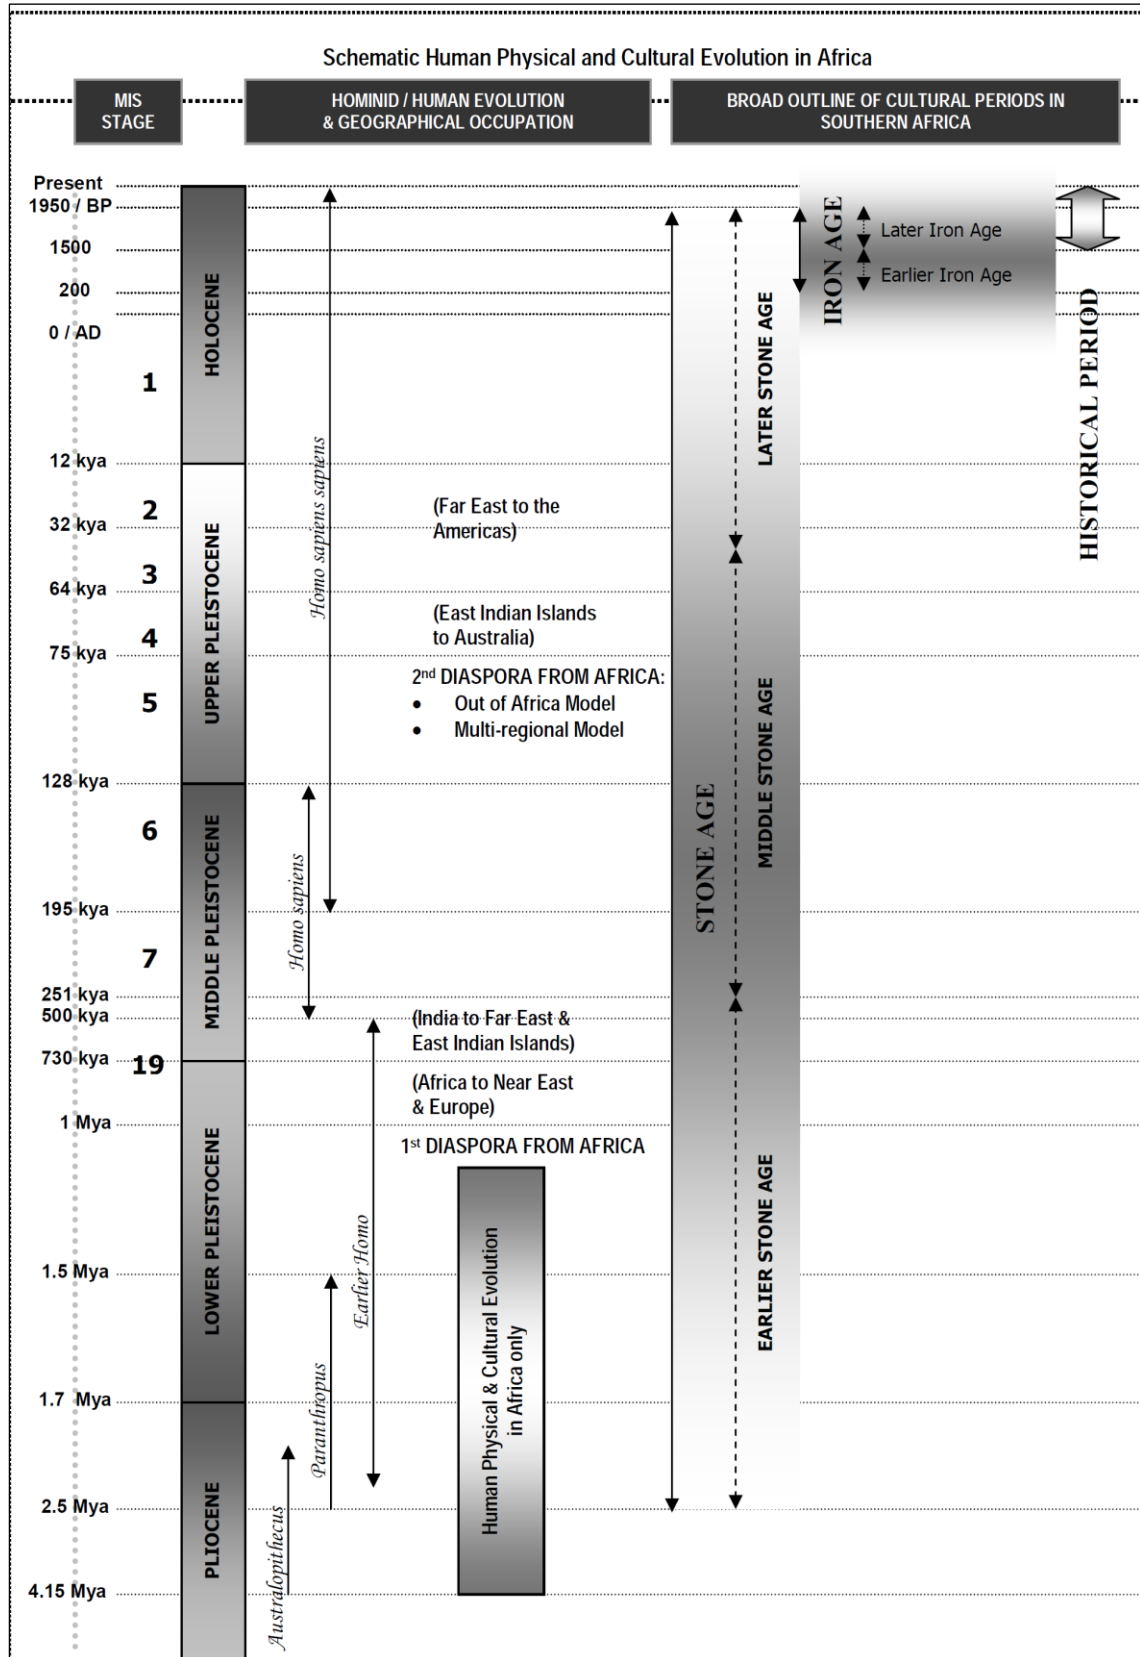 Schematic Human Physical and Cultural Evolution in Africa
MIS
STAGE
HOMINID / HUMAN EVOLUTION
& GEOGRAPHICAL OCCUPATION
BROAD OUTLINE OF CULTURAL PERIODS IN
SOUTHERN AFRICA
Present
1950 / BP
1500
200
0 / AD
12 kya
32 kya
64 kya
75 kya
128 kya
195 kya
251 kya
500 kya
730 kya
1 Mya
1.5 Mya
1.7 Mya
2.5 Mya
4.15 Mya
1
2
3
4
5
6
7
19
HOLOCENE
UPPER PLEISTOCENE
MIDDLE PLEISTOCENE
LOWER PLEISTOCENE
PLIOCENE
Homo sapiens sapiens
Homo sapiens
Earlier Homo
Paranthropus
Australopithecus
(Far East to the
Americas)
(East Indian Islands
to Australia)
2nd DIASPORA FROM AFRICA:
• Out of Africa Model
• Multi-regional Model
(India to Far East &
East Indian Islands)
(Africa to Near East
& Europe)
1st DIASPORA FROM AFRICA
Human Physical & Cultural Evolution
in Africa only
STONE AGE
LATER STONE AGE
MIDDLE STONE AGE
EARLIER STONE AGE
IRON AGE
Later Iron Age
Earlier Iron Age
HISTORICAL PERIOD